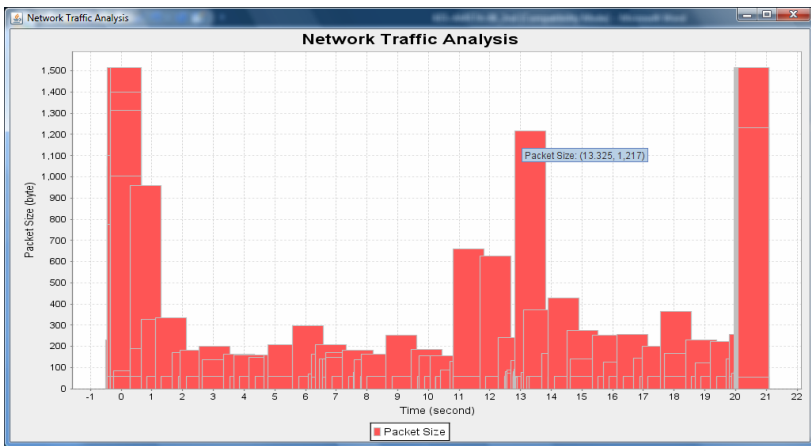 Network Traffic Analysis
Network Traffic Analysis
Packet Size (byte)
1,500
1,400
1,300
1,200
1,100
1,000
900
800
700
600
500
400
300
200
100
0
Packet Size: (13.325, 1,217)
-1 0 1 2 3 4 5 6 7 8 9 10 11 12 13 14 15 16 17 18 19 20 21 22
Time (second)
Packet Size